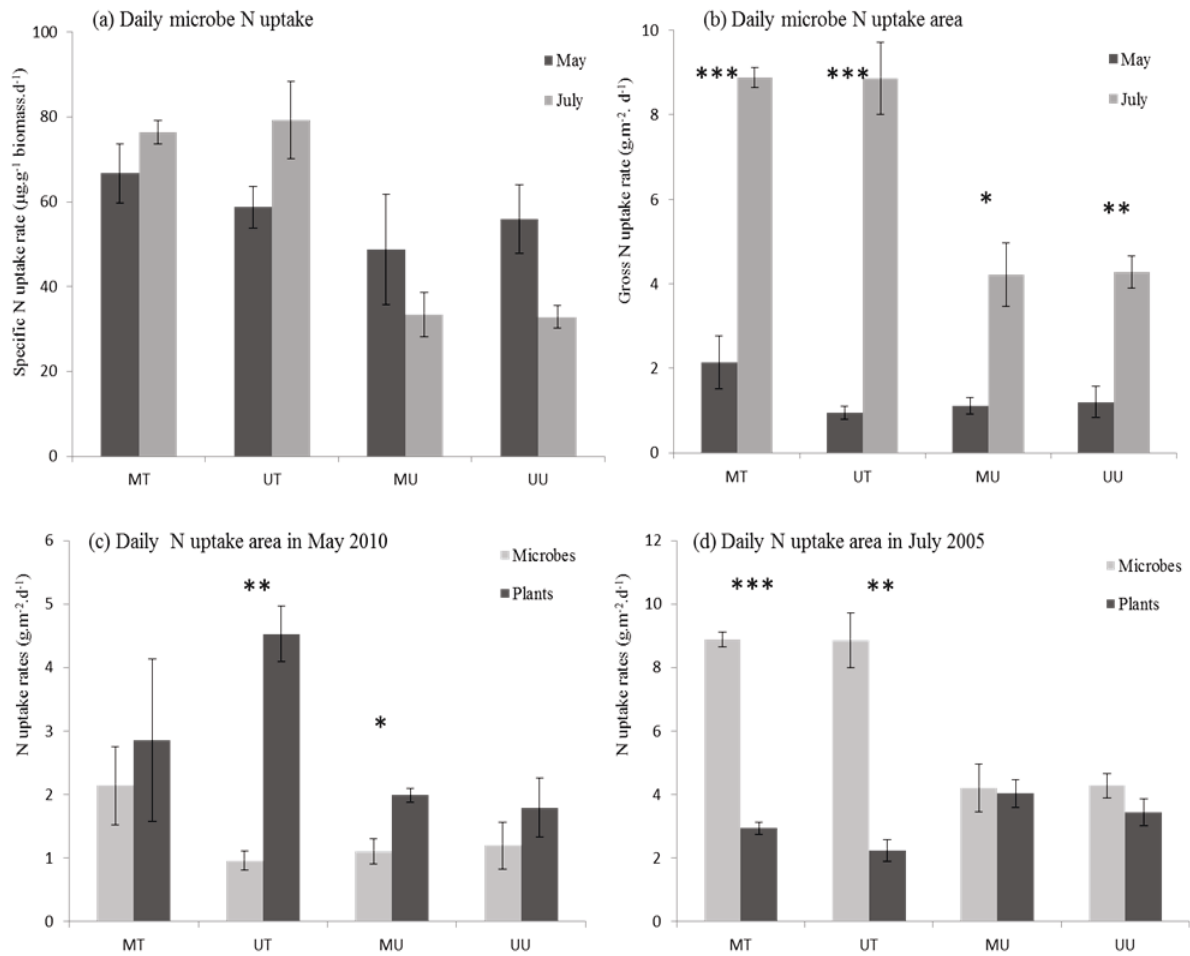 (a) Daily microbe N uptake
Specific N uptake rate (µg.g⁻¹ biomass.d⁻¹)
100
80
60
40
20
0
May
July
MT UT MU UU
(b) Daily microbe N uptake area
Gross N uptake rate (g.m⁻². d⁻¹)
10
8
6
4
2
0
May
July
*** ***
*
**
MT UT MU UU
(c) Daily N uptake area in May 2010
N uptake rates (g.m⁻².d⁻¹)
6
5
4
3
2
1
0
Microbes
Plants
**
*
MT UT MU UU
(d) Daily N uptake area in July 2005
N uptake rates (g.m⁻².d⁻¹)
12
10
8
6
4
2
0
Microbes
Plants
*** **
MT UT MU UU